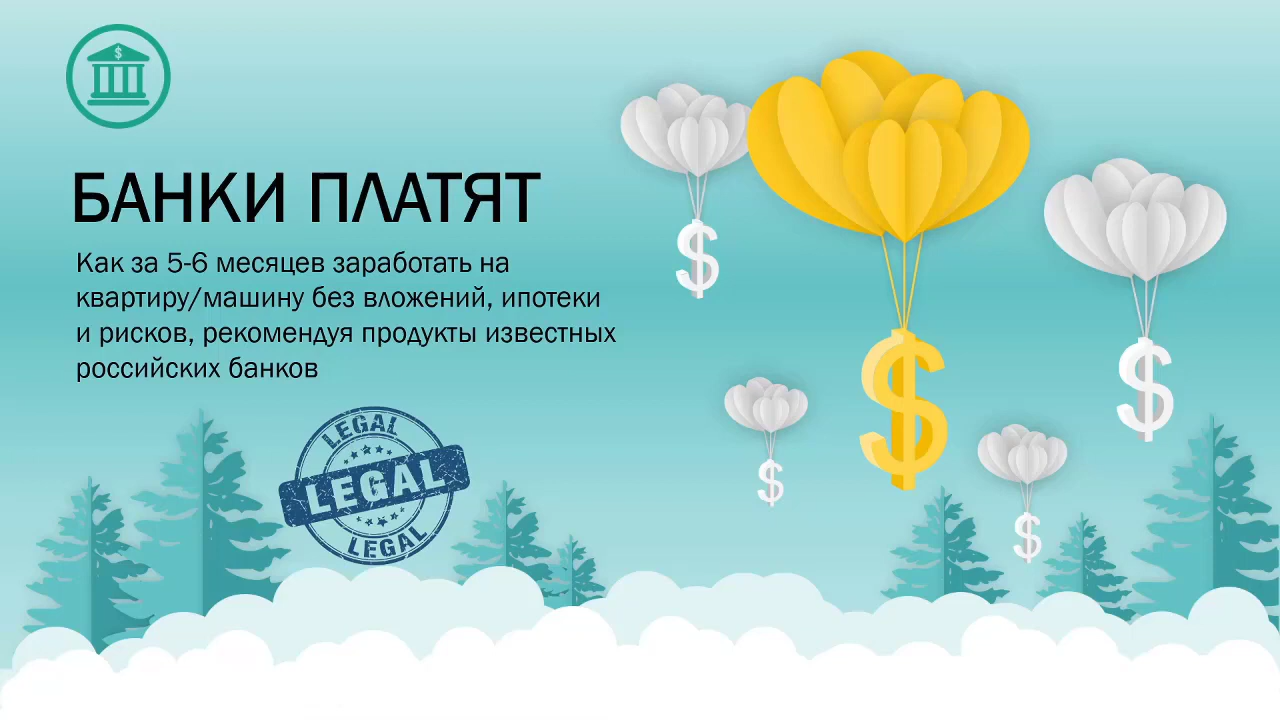 БАНКИ ПЛАТЯТ
Как за 5-6 месяцев заработать на
квартиру/машину без вложений, ипотеки
и рисков, рекомендуя продукты известных
российских банков
LEGAL
LEGAL
LEGAL
$
$
$
$
$
$